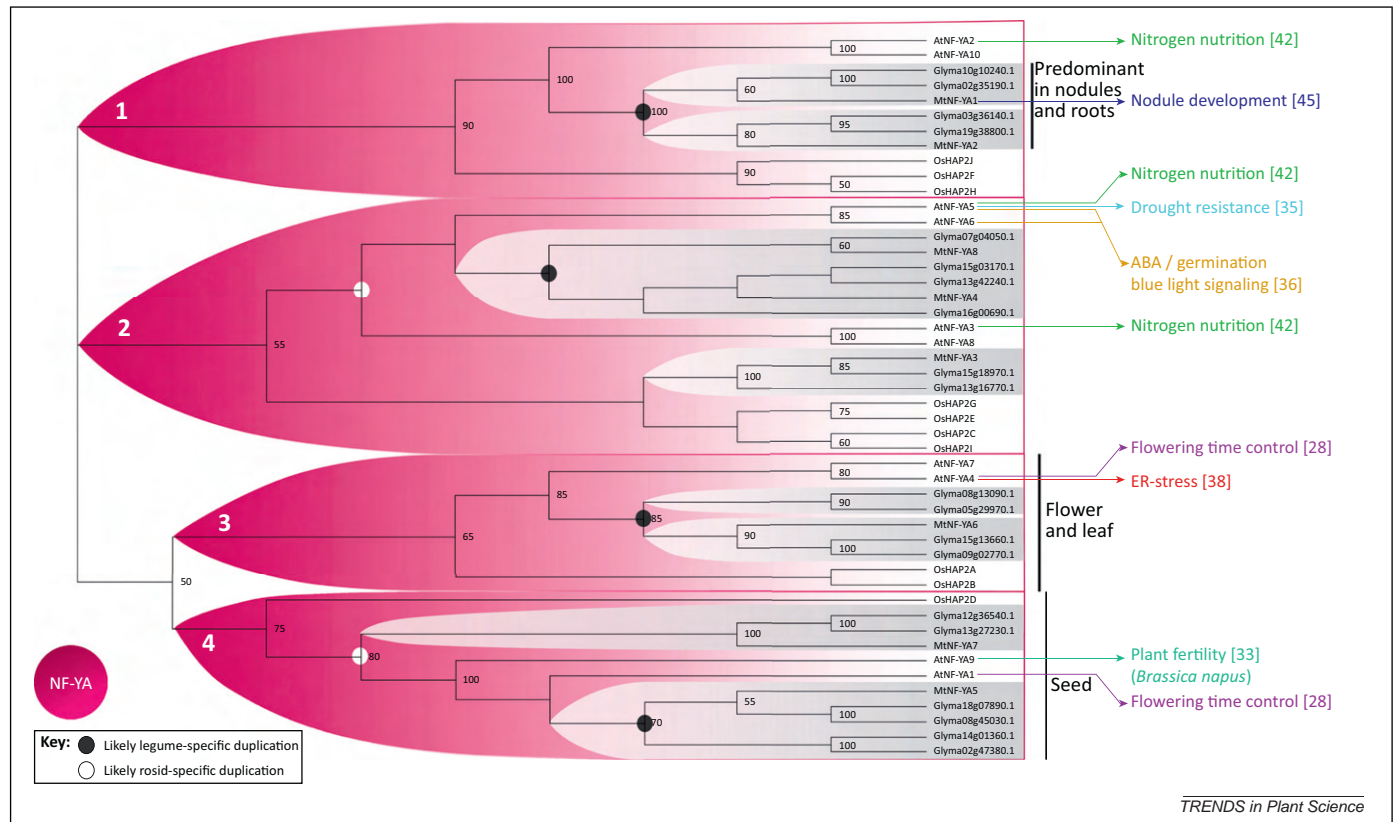 1
90
100
100
100
60
100
80
95
90
50
AtNF-YA2
AtNF-YA10
Glyma10g10240.1
Glyma02g35190.1
MtNF-YA1
Glyma03g36140.1
Glyma19g38800.1
MtNF-YA2
OsHAP2J
OsHAP2F
OsHAP2H
Predominant
in nodules
and roots
Nitrogen nutrition [42]
Nodule development [45]
2
55
85
60
100
100
85
75
60
AtNF-YA5
AtNF-YA6
Glyma07g04050.1
MtNF-YA8
Glyma15g03170.1
Glyma13g42240.1
MtNF-YA4
Glyma16g00690.1
AtNF-YA3
AtNF-YA8
MtNF-YA3
Glyma15g18970.1
Glyma13g16770.1
OsHAP2G
OsHAP2E
OsHAP2C
OsHAP2I
Nitrogen nutrition [42]
Drought resistance [35]
ABA / germination
blue light signaling [36]
Nitrogen nutrition [42]
3
50
65
85
80
85
90
90
100
AtNF-YA7
AtNF-YA4
Glyma08g13090.1
Glyma05g29970.1
MtNF-YA6
Glyma15g13660.1
Glyma09g02770.1
OsHAP2A
OsHAP2B
Flower
and leaf
Flowering time control [28]
ER-stress [38]
4
75
80
100
100
100
70
55
100
100
OsHAP2D
Glyma12g36540.1
Glyma13g27230.1
MtNF-YA7
AtNF-YA9
AtNF-YA1
MtNF-YA5
Glyma18g07890.1
Glyma08g45030.1
Glyma14g01360.1
Glyma02g47380.1
Seed
Plant fertility [33]
(Brassica napus)
Flowering time control [28]
NF-YA
Key:
Likely legume-specific duplication
Likely rosid-specific duplication
TRENDS in Plant Science